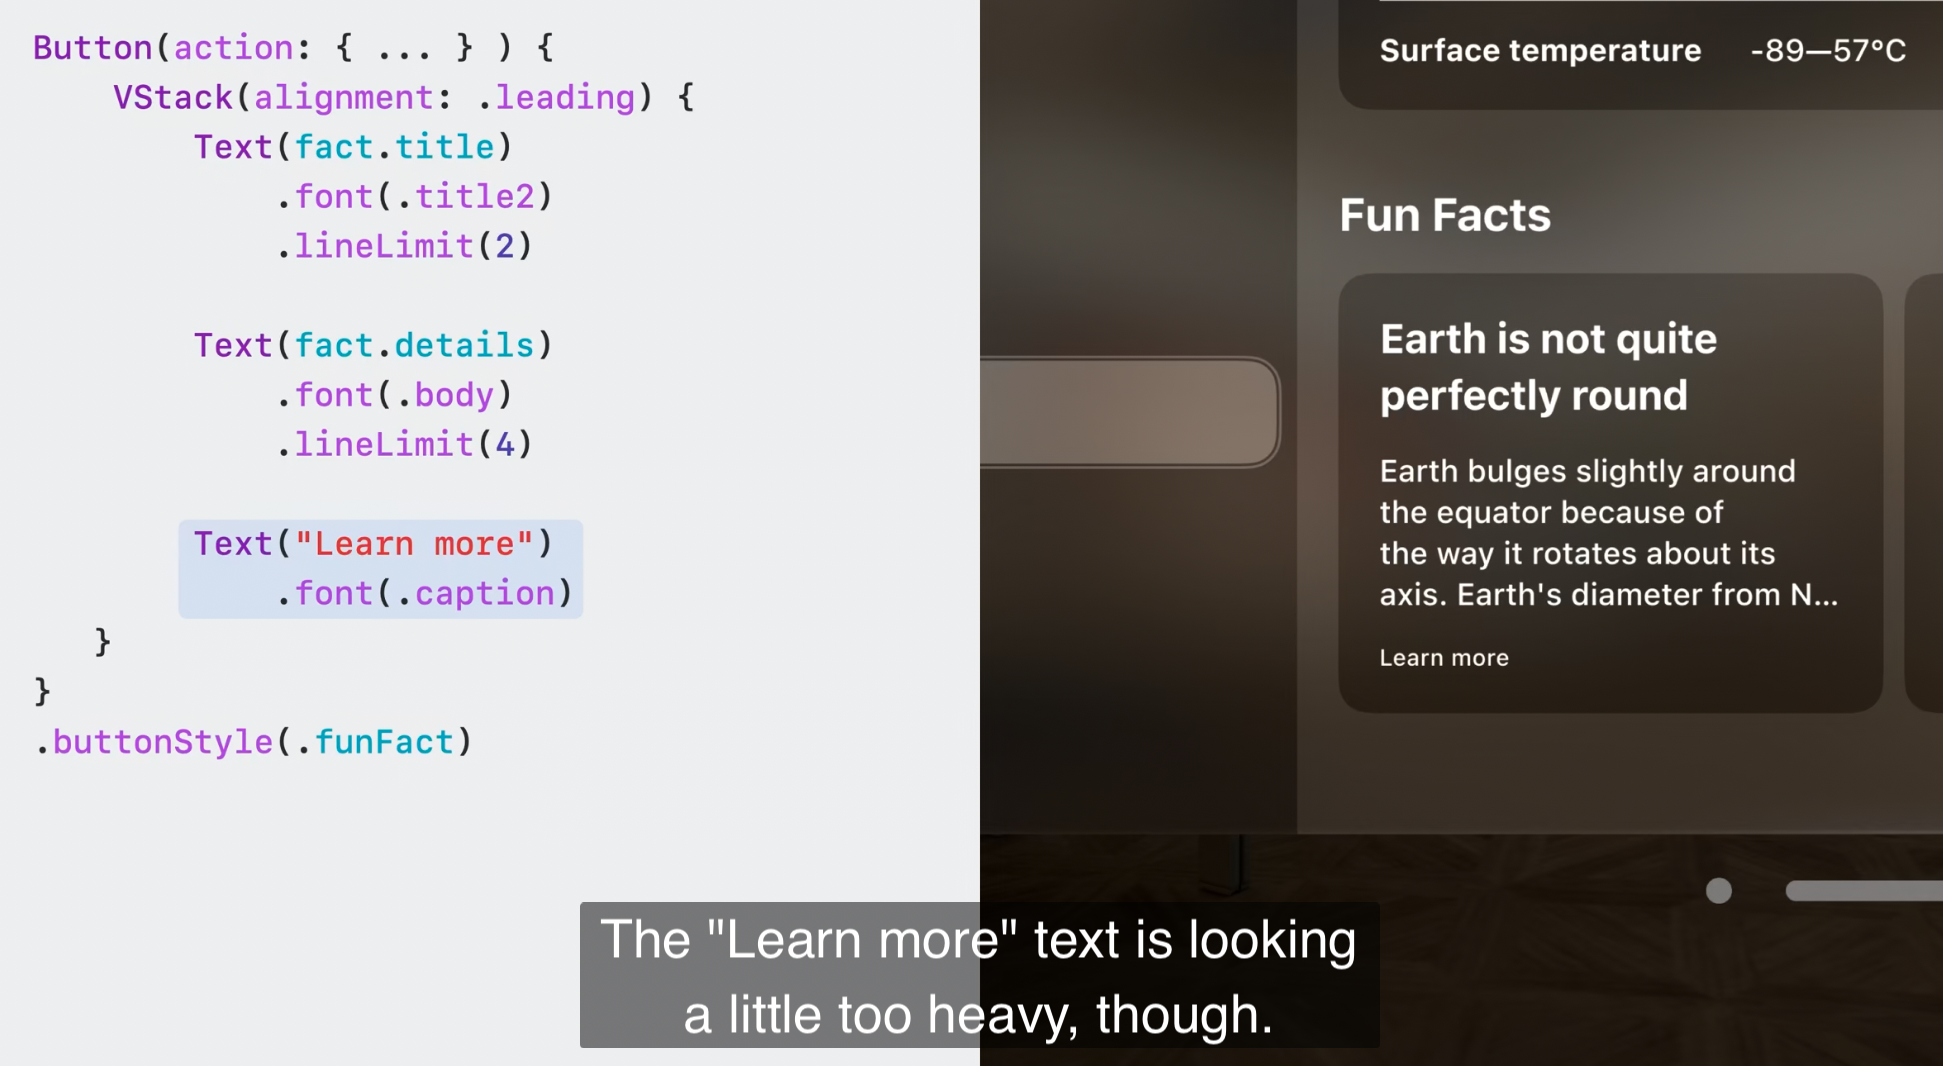 Button(action: { ... } ) {
VStack(alignment: .leading) {
Text(fact.title)
.font(.title2)
.lineLimit(2)
Text(fact.details)
.font(.body)
.lineLimit(4)
Text("Learn more")
.font(.caption)
}
}
.buttonStyle(.funFact)
Surface temperature -89—57°C
Fun Facts
Earth is not quite
perfectly round
Earth bulges slightly around
the equator because of
the way it rotates about its
axis. Earth's diameter from N...
Learn more
The "Learn more" text is looking
a little too heavy, though.